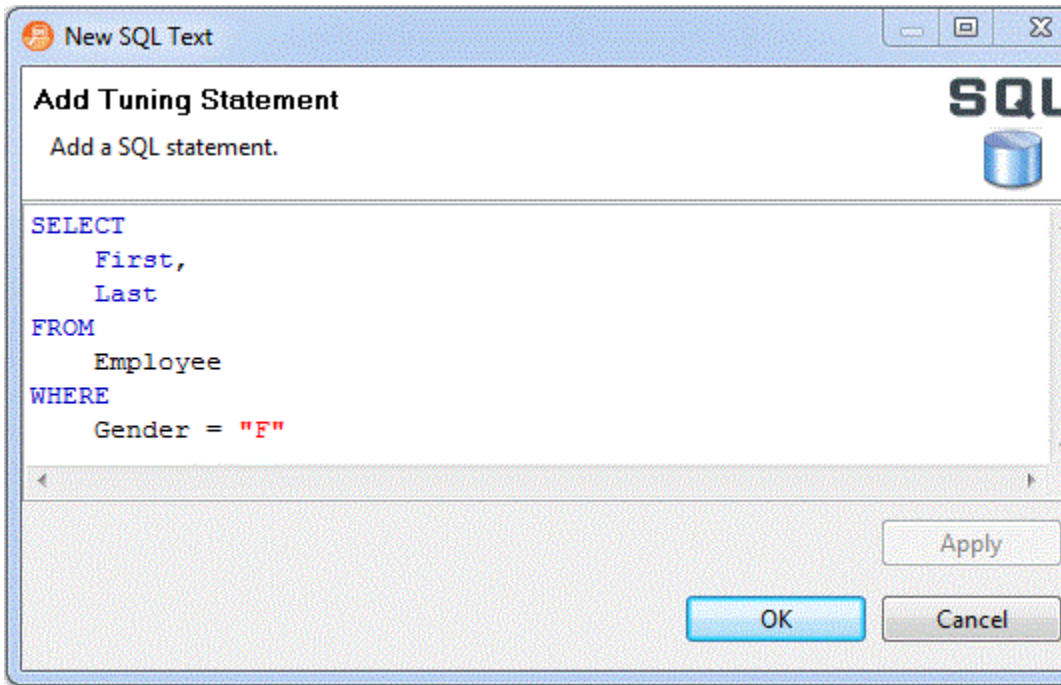 New SQL Text
Add Tuning Statement
SQL
Add a SQL statement.
SELECT
    First,
    Last
FROM
    Employee
WHERE
    Gender = "F"
Apply
OK
Cancel